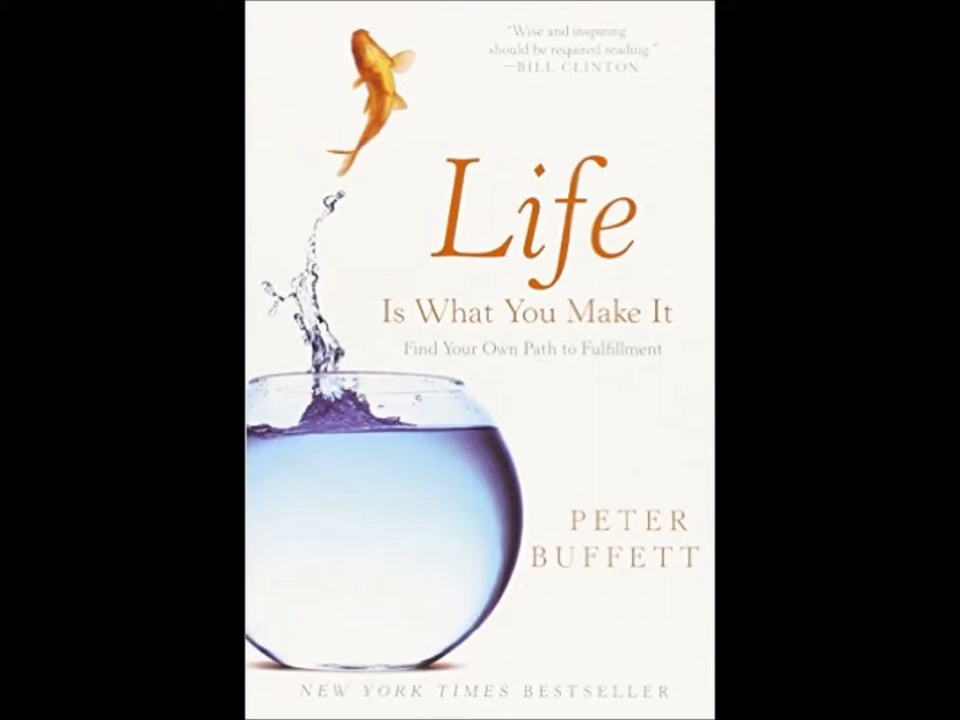 "Wise and inspiring
should be required reading."
—BILL CLINTON
Life
Is What You Make It
Find Your Own Path to Fulfillment
PETER
BUFFETT
NEW YORK TIMES BESTSELLER